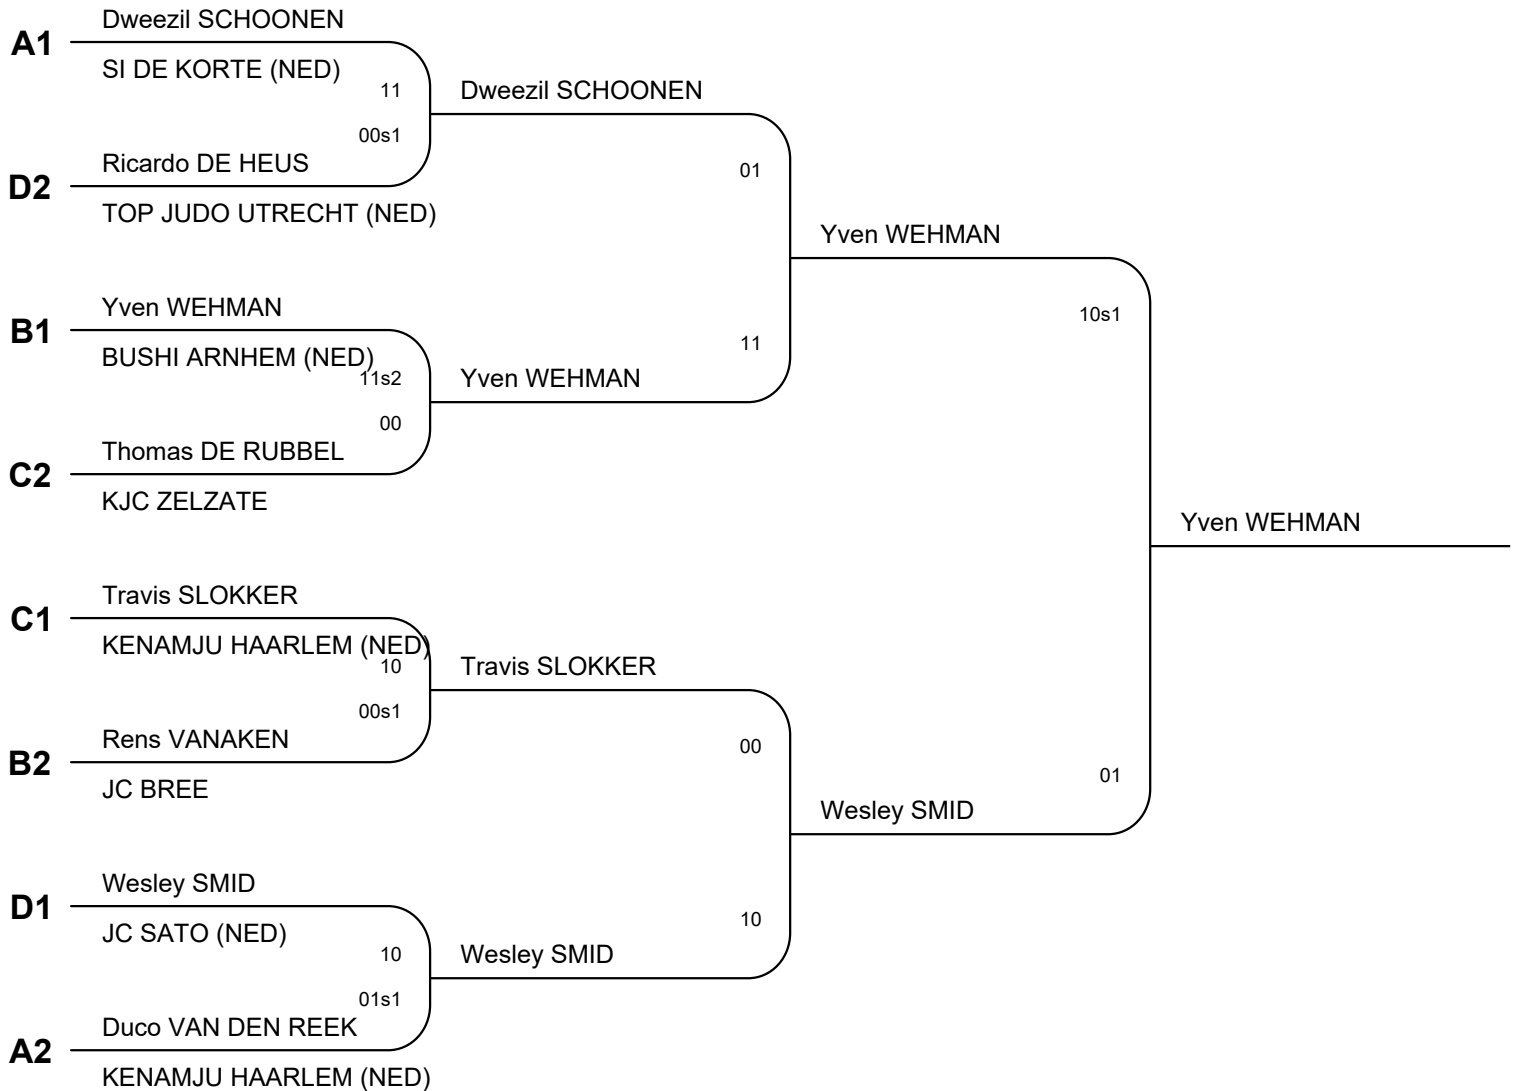 Dweezil SCHOONEN
A1
SI DE KORTE (NED)
11
Dweezil SCHOONEN
00s1
Ricardo DE HEUS
D2
01
TOP JUDO UTRECHT (NED)
Yven WEHMAN
Yven WEHMAN
B1
10s1
BUSHI ARNHEM (NED)
11
11s2
Yven WEHMAN
00
Thomas DE RUBBEL
C2
KJC ZELZATE
Yven WEHMAN
Travis SLOKKER
C1
KENAMJU HAARLEM (NED)
10
Travis SLOKKER
00s1
Rens VANAKEN
B2
00
JC BREE
01
Wesley SMID
Wesley SMID
D1
JC SATO (NED)
10
10
Wesley SMID
01s1
Duco VAN DEN REEK
A2
KENAMJU HAARLEM (NED)